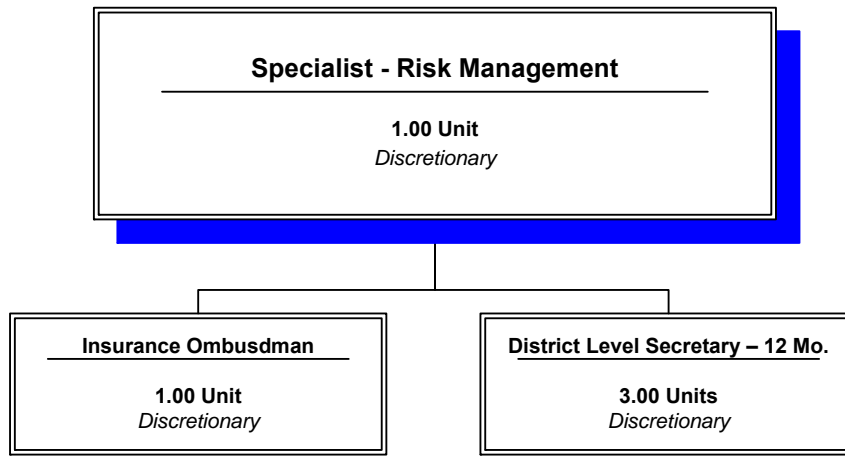 Specialist - Risk Management
1.00 Unit
Discretionary
Insurance Ombusdman
1.00 Unit
Discretionary
District Level Secretary – 12 Mo.
3.00 Units
Discretionary